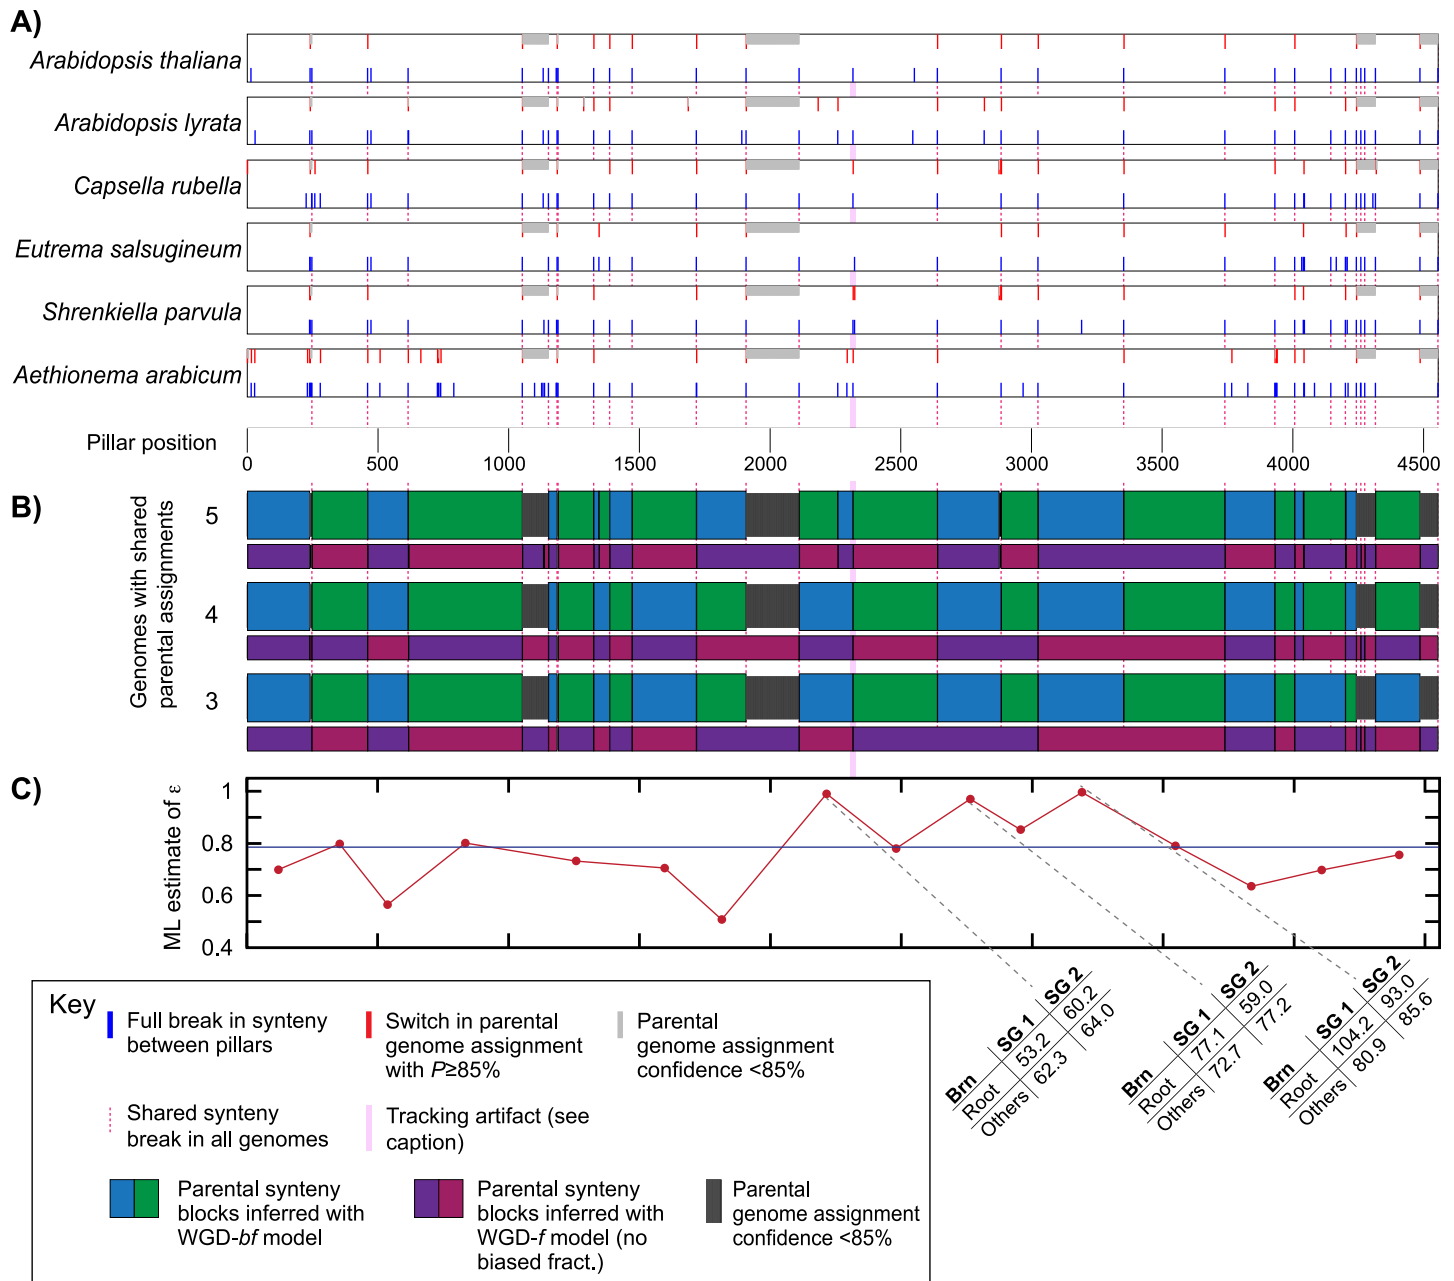 A)
Arabidopsis thaliana
Arabidopsis lyrata
Capsella rubella
Eutrema salsugineum
Shrenkiella parvula
Aethionema arabicum
Pillar position
0 500 1000 1500 2000 2500 3000 3500 4000 4500
B)
Genomes with shared
parental assignments
5
4
3
C)
ML estimate of ε
1
0.8
0.6
0.4
Brn SG 1 SG 2
Root 53.2 60.2
Others 62.3 64.0
Brn SG 1 SG 2
Root 77.1 59.0
Others 72.7 77.2
Brn SG 1 SG 2
Root 104.2 93.0
Others 80.9 85.6
Key
Full break in synteny
between pillars
Switch in parental
genome assignment
with P≥85%
Parental
genome assignment
confidence <85%
Shared synteny
break in all genomes
Tracking artifact (see
caption)
Parental synteny
blocks inferred with
WGD-bf model
Parental synteny
blocks inferred with
WGD-f model (no
biased fract.)
Parental
genome assignment
confidence <85%